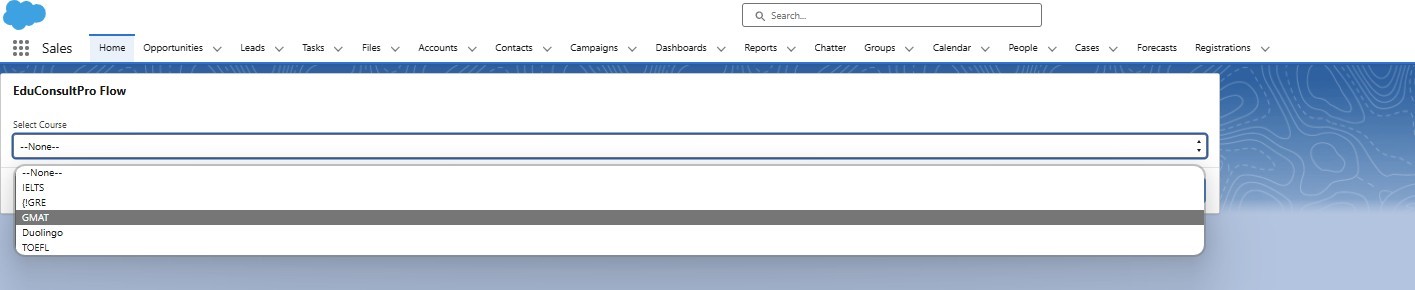 Search...
Sales Home Opportunities Leads Tasks Files Accounts Contacts Campaigns Dashboards Reports Chatter Groups Calendar People Cases Forecasts Registrations
EduConsultPro Flow
Select Course
--None--
--None--
IELTS
{!GRE
GMAT
Duolingo
TOEFL